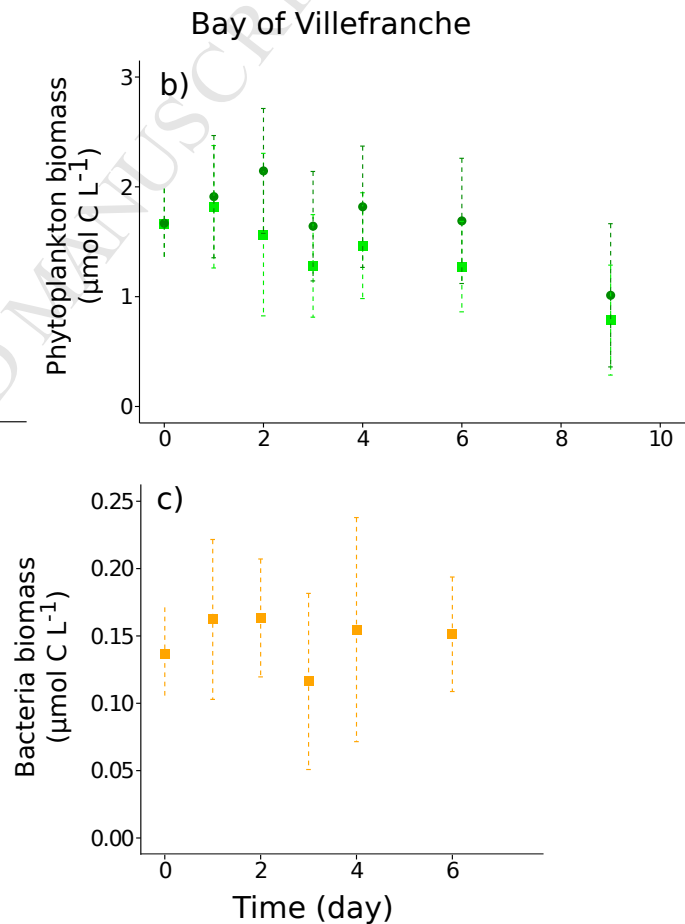 Bay of Villefranche
b)
Phytoplankton biomass
(µmol C L⁻¹)
3
2
1
0
0 2 4 6 8 10
c)
Bacteria biomass
(µmol C L⁻¹)
0.25
0.20
0.15
0.10
0.05
0.00
0 2 4 6
Time (day)
D MANUSCRI